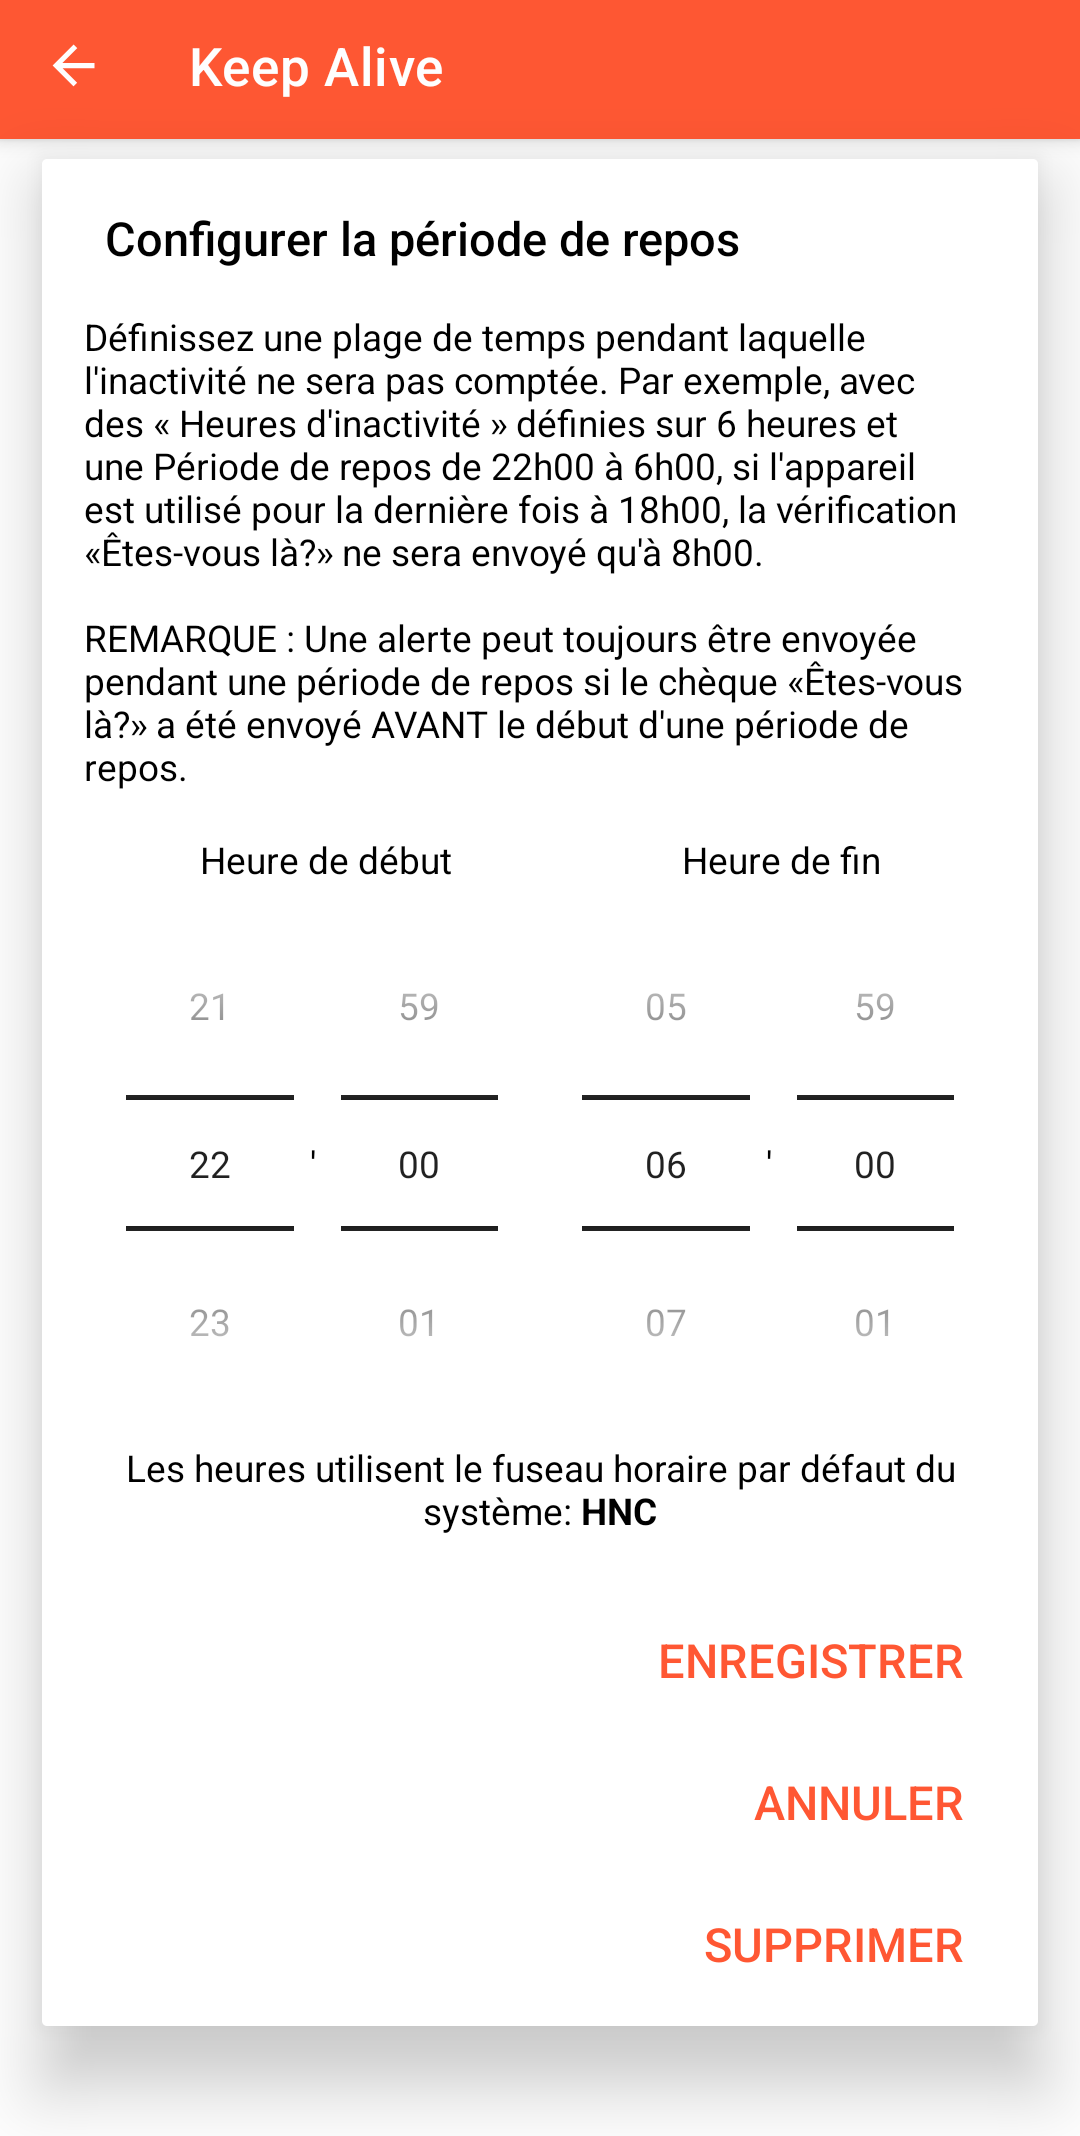 Keep Alive
Configurer la période de repos
Définissez une plage de temps pendant laquelle
l'inactivité ne sera pas comptée. Par exemple, avec
des « Heures d'inactivité » définies sur 6 heures et
une Période de repos de 22h00 à 6h00, si l'appareil
est utilisé pour la dernière fois à 18h00, la vérification
«Êtes-vous là?» ne sera envoyé qu'à 8h00.
REMARQUE : Une alerte peut toujours être envoyée
pendant une période de repos si le chèque «Êtes-vous
là?» a été envoyé AVANT le début d'une période de
repos.
Heure de début Heure de fin
21 59 05 59
22 ' 00 06 ' 00
23 01 07 01
Les heures utilisent le fuseau horaire par défaut du
système: HNC
ENREGISTRER
ANNULER
SUPPRIMER